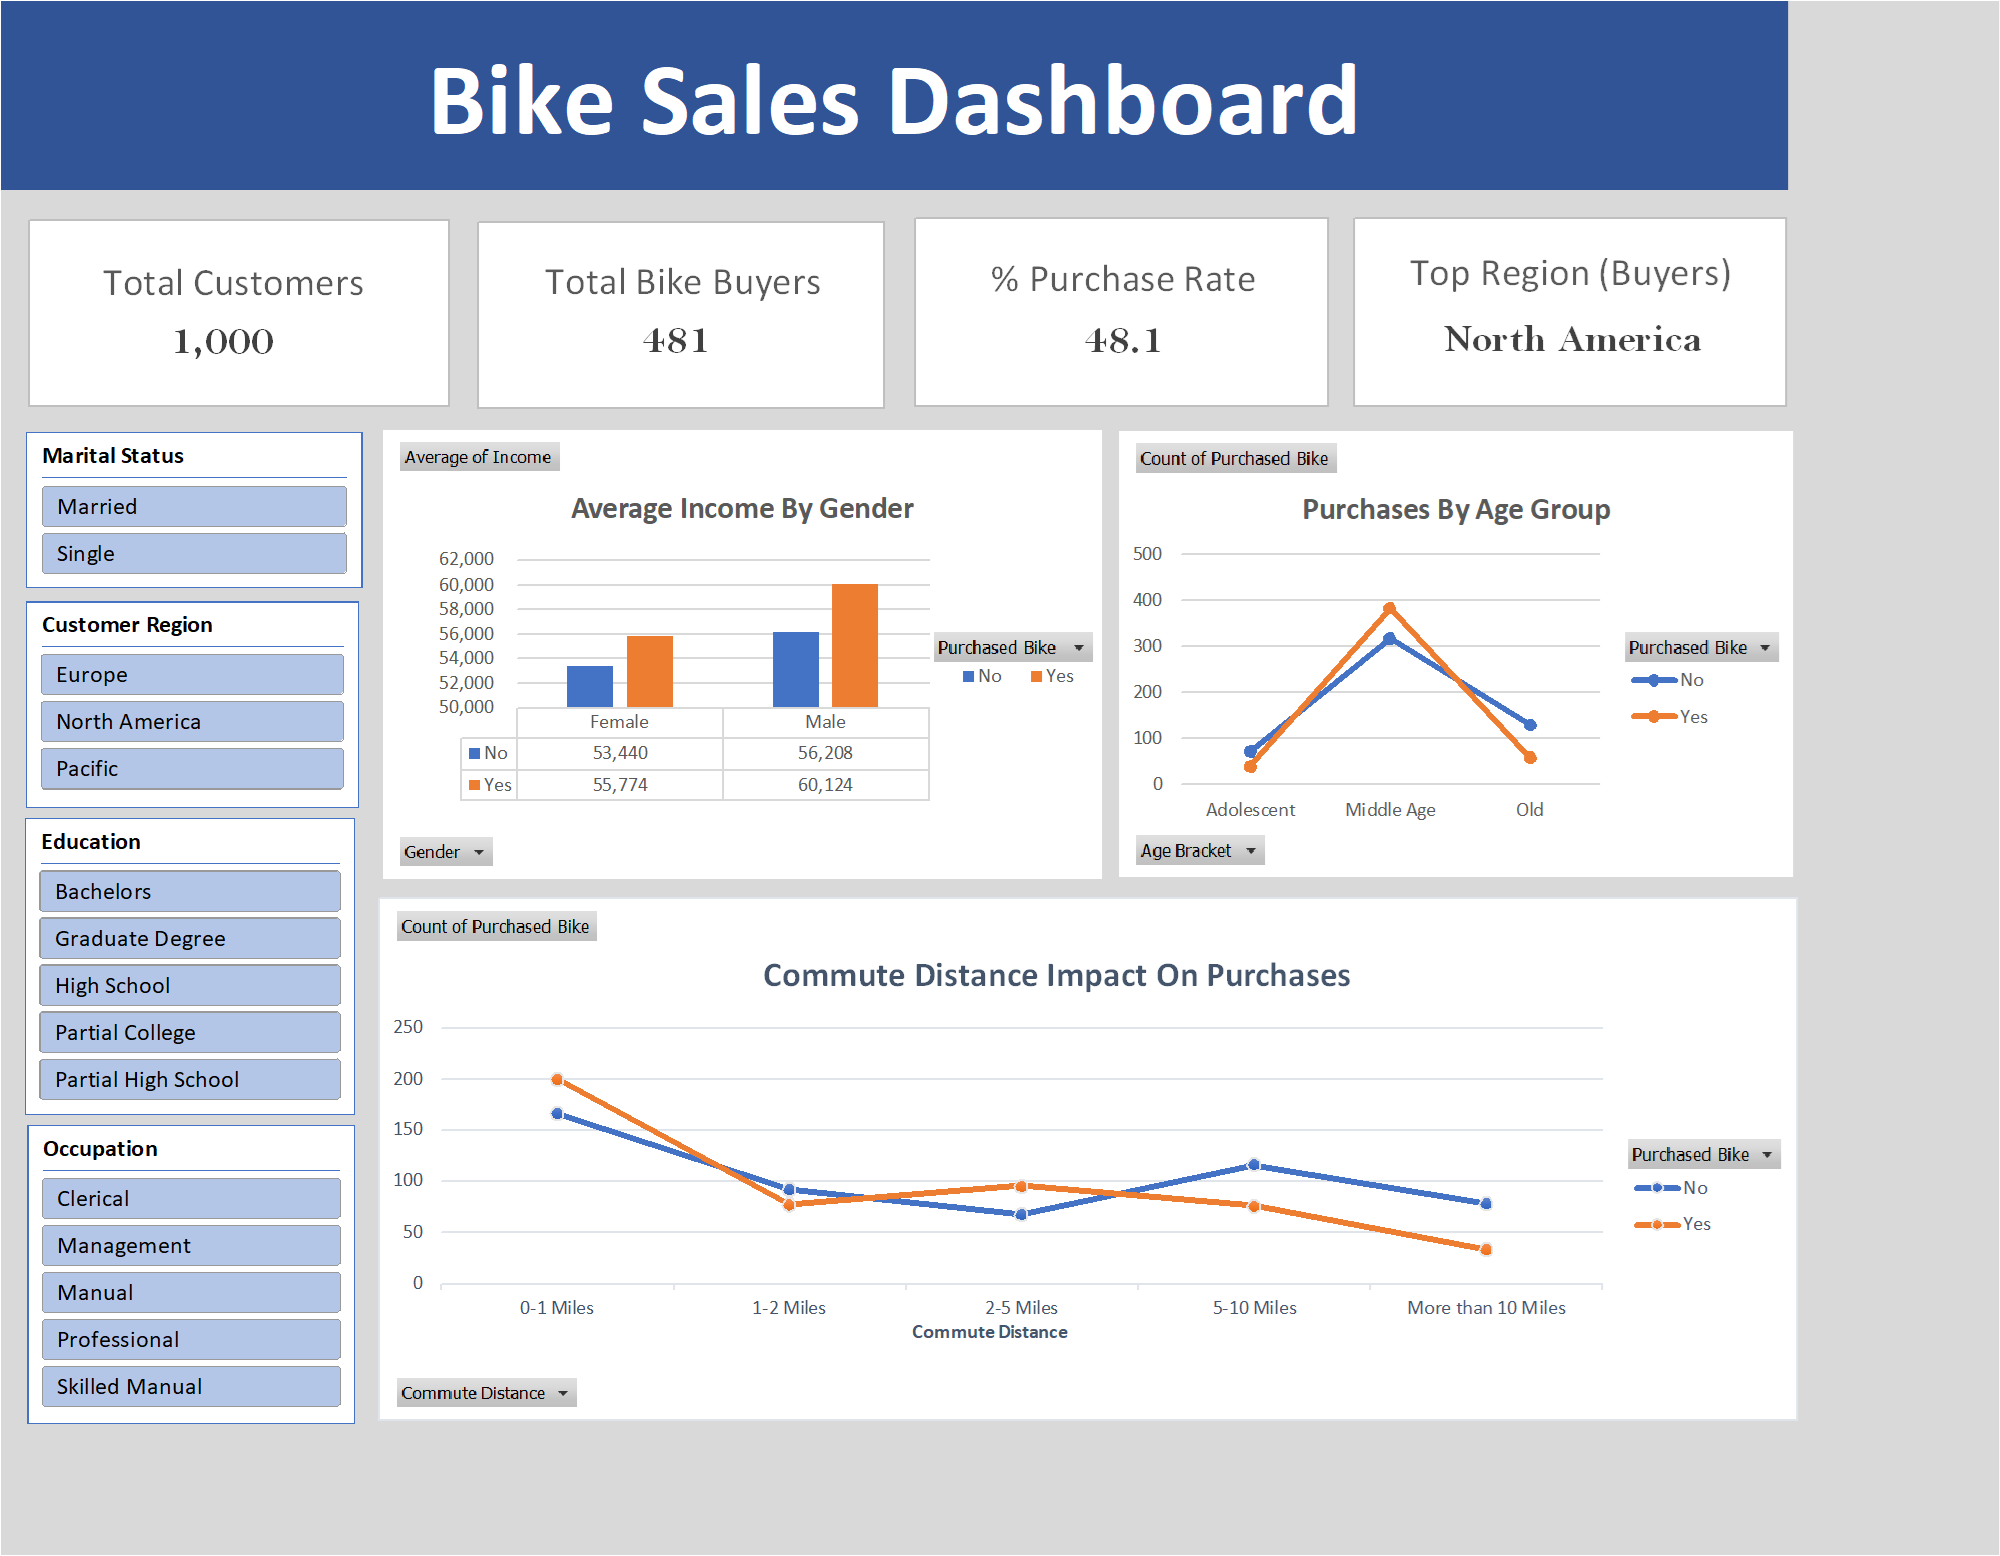 Bike Sales Dashboard
Total Customers
1,000
Total Bike Buyers
481
% Purchase Rate
48.1
Top Region (Buyers)
North America
Marital Status
Married
Single
Customer Region
Europe
North America
Pacific
Education
Bachelors
Graduate Degree
High School
Partial College
Partial High School
Occupation
Clerical
Management
Manual
Professional
Skilled Manual
Average of Income
Average Income By Gender
62,000
60,000
58,000
56,000
54,000
52,000
50,000
Female Male
No 53,440 56,208
Yes 55,774 60,124
Purchased Bike
No Yes
Gender
Count of Purchased Bike
Purchases By Age Group
500
400
300
200
100
0
Adolescent Middle Age Old
Purchased Bike
No
Yes
Age Bracket
Count of Purchased Bike
Commute Distance Impact On Purchases
250
200
150
100
50
0
0-1 Miles 1-2 Miles 2-5 Miles 5-10 Miles More than 10 Miles
Commute Distance
Purchased Bike
No
Yes
Commute Distance